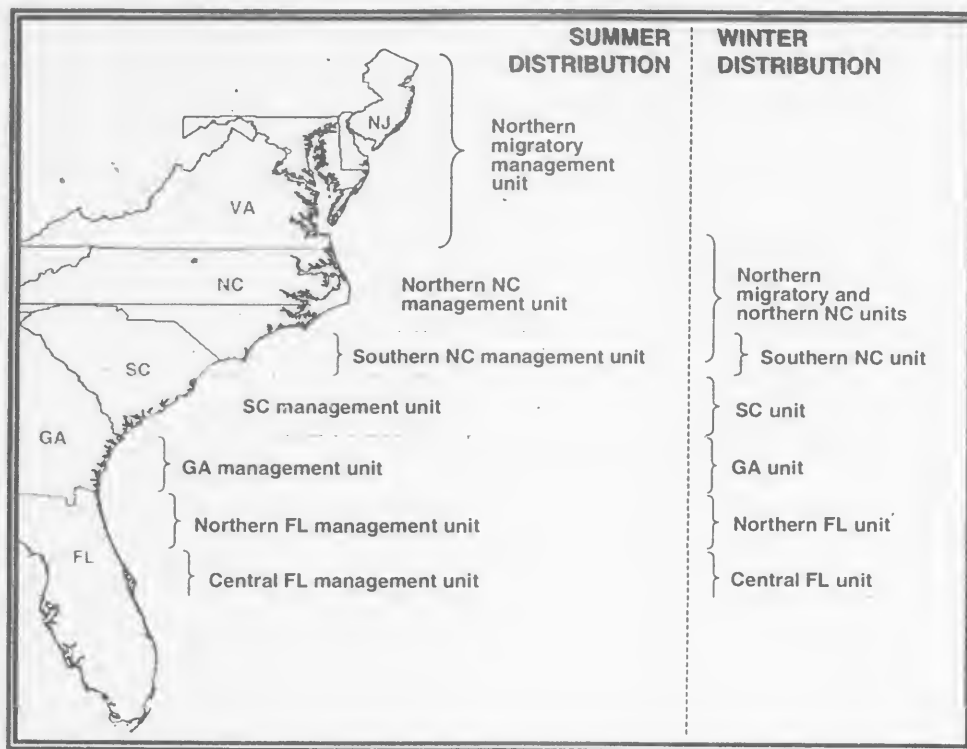 SUMMER
DISTRIBUTION
WINTER
DISTRIBUTION
NJ
Northern
migratory
management
unit
VA
NC
Northern NC
management unit
Northern
migratory and
northern NC units
Southern NC management unit
Southern NC unit
SC
SC management unit
SC unit
GA
GA management unit
GA unit
Northern FL management unit
Northern FL unit
FL
Central FL management unit
Central FL unit